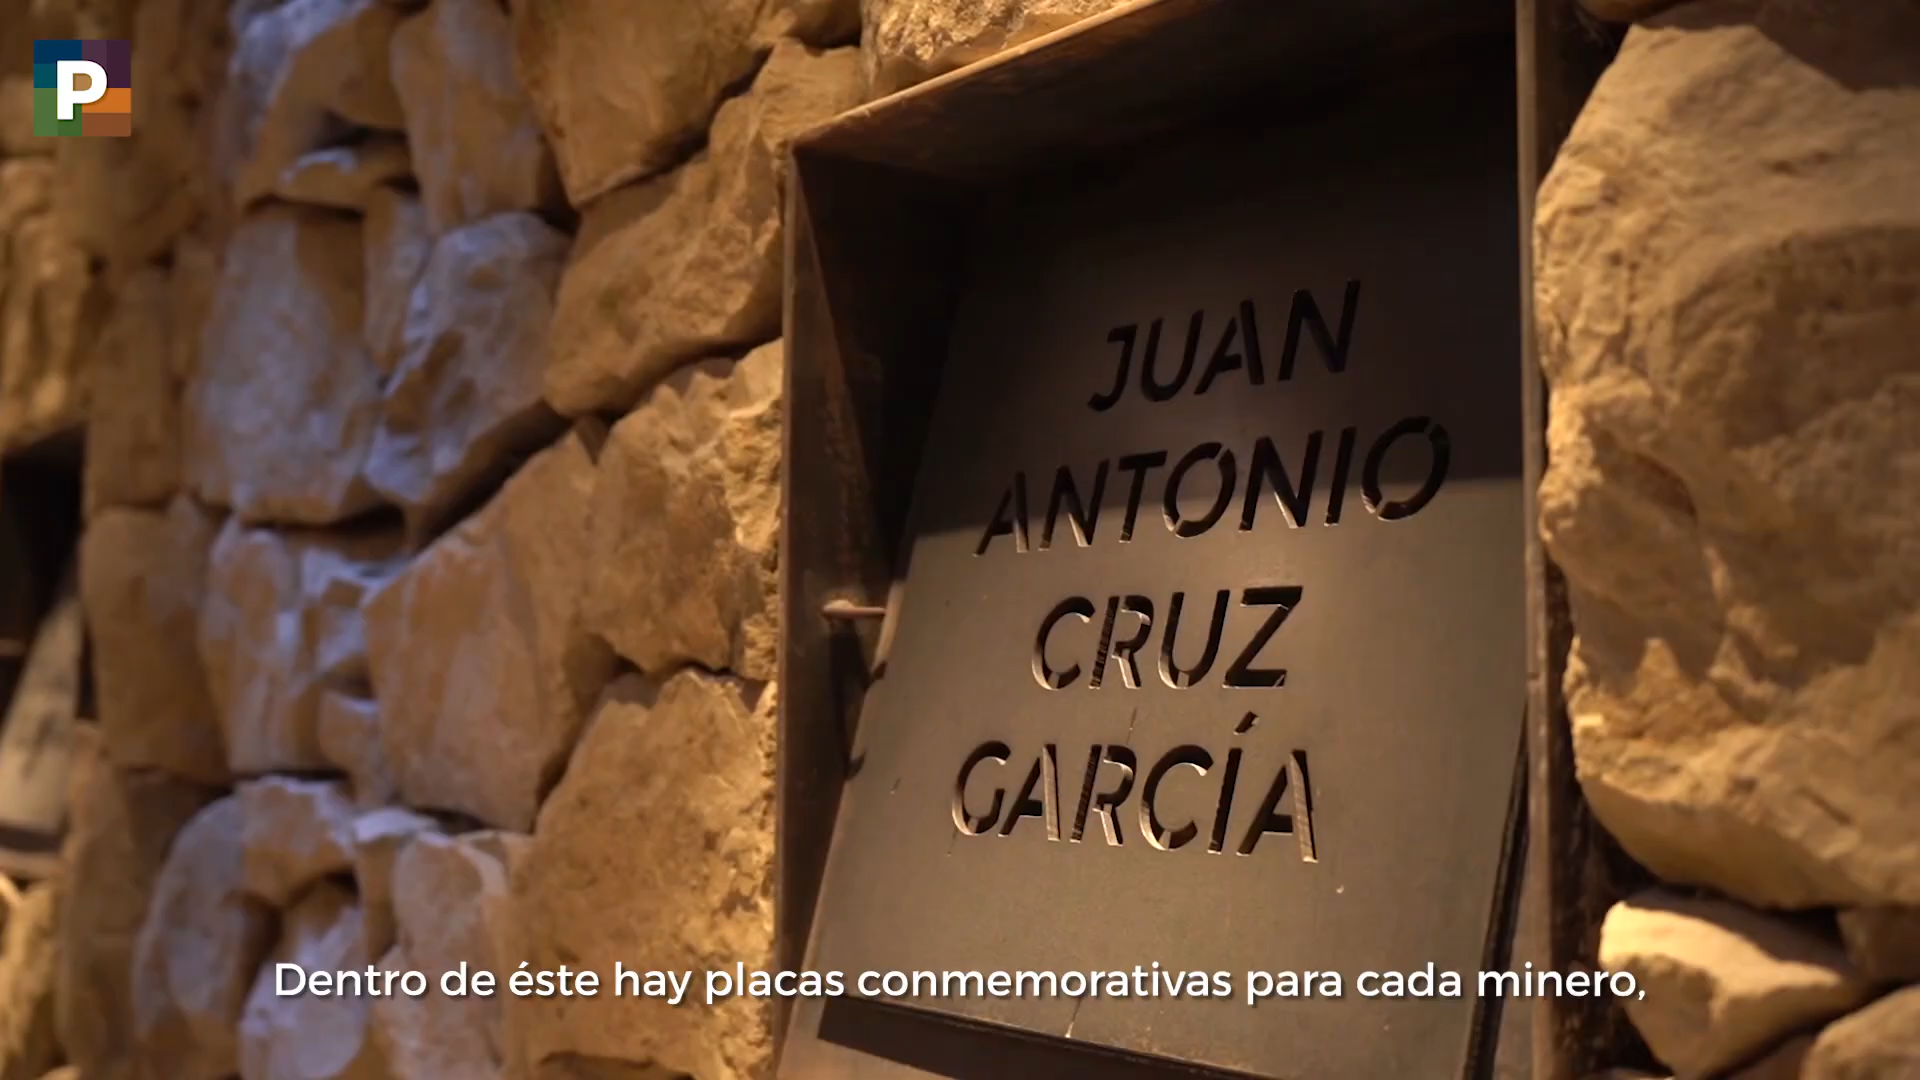 P
JUAN
ANTONIO
CRUZ
GARCÍA
Dentro de éste hay placas conmemorativas para cada minero,